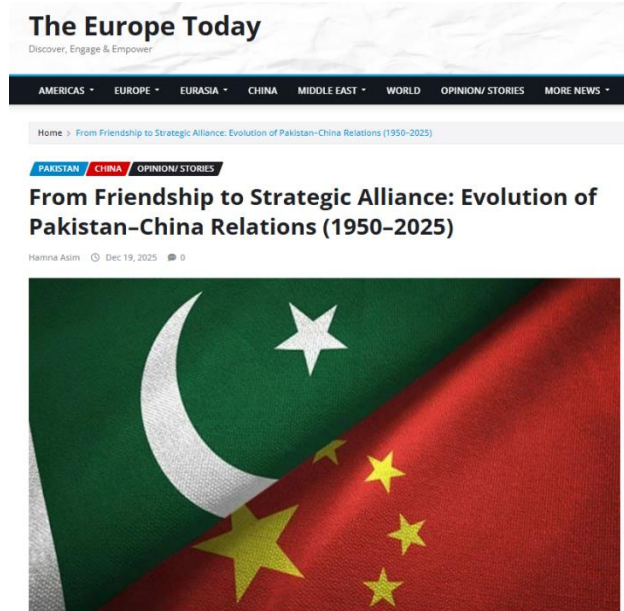 The Europe Today
Discover, Engage & Empower
AMERICAS EUROPE EURASIA CHINA MIDDLE EAST WORLD OPINION/ STORIES MORE NEWS
Home > From Friendship to Strategic Alliance: Evolution of Pakistan–China Relations (1950–2025)
PAKISTAN CHINA OPINION/ STORIES
From Friendship to Strategic Alliance: Evolution of
Pakistan–China Relations (1950–2025)
Hamna Asim Dec 19, 2025 0